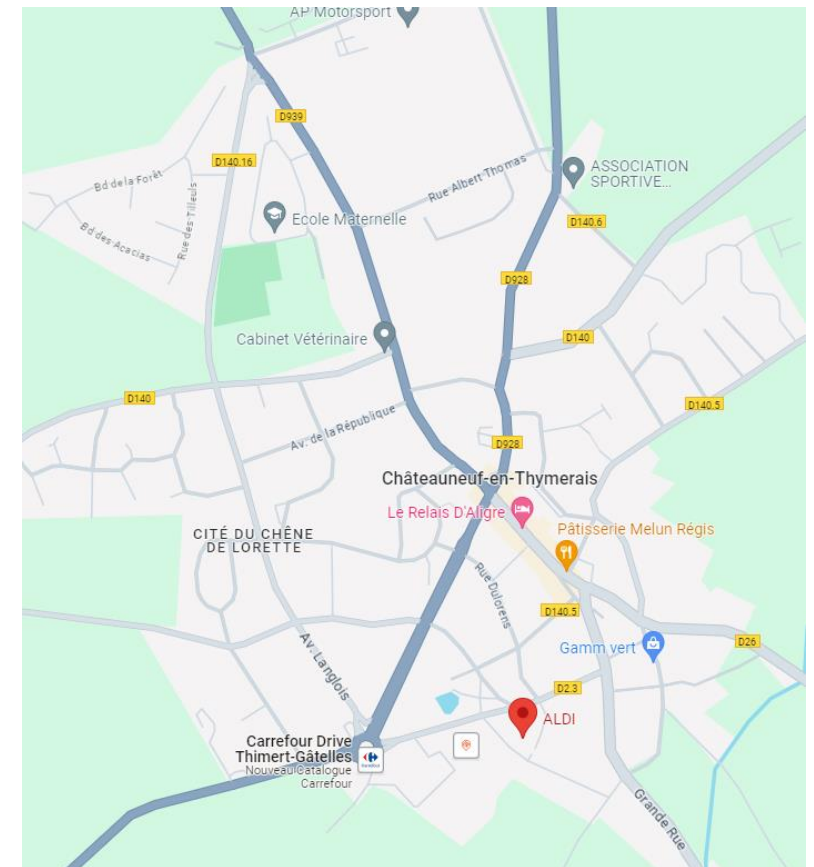 AP Motorsport
D939
D140.16
Bd de la Forêt
Bd des Acacias
Rue des Tilleuls
Ecole Maternelle
Rue Albert Thomas
ASSOCIATION
SPORTIVE...
D140.6
D928
Cabinet Vétérinaire
D140
D140
D140.5
Av. de la République
D928
Châteauneuf-en-Thymerais
Le Relais D'Aligre
Pâtisserie Melun Régis
CITÉ DU CHÊNE
DE LORETTE
Rue Dulorens
D140.5
Gamm vert
D26
Av. Langlois
D2.3
ALDI
Carrefour Drive
Thimert-Gâtelles
Nouveau Catalogue
Carrefour
Grande Rue